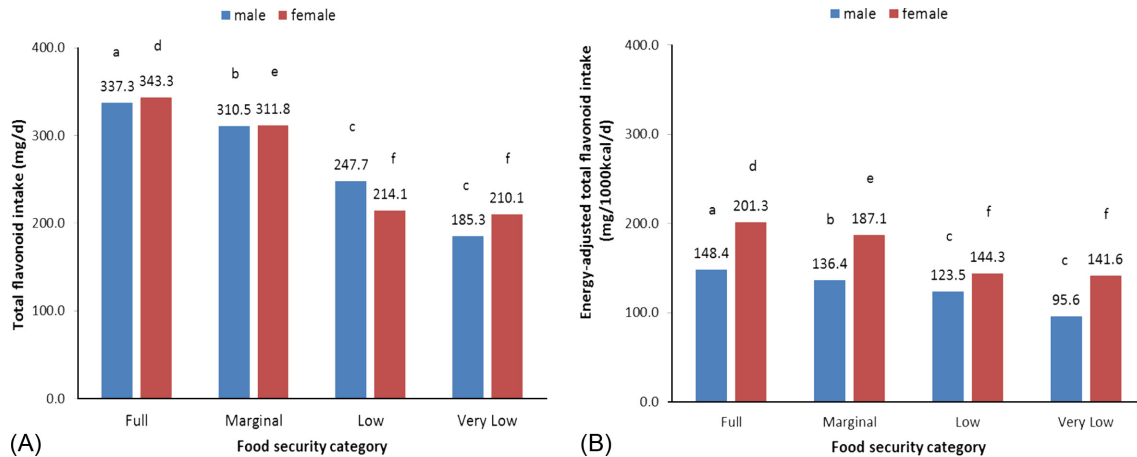 male female
Total flavonoid intake (mg/d)
400.0
300.0
200.0
100.0
0.0
a d
337.3 343.3
b e
310.5 311.8
c f
247.7 214.1
c f
185.3 210.1
Full Marginal Low Very Low
Food security category
(A)
male female
Energy-adjusted total flavonoid intake
(mg/1000kcal/d)
400.0
300.0
200.0
100.0
0.0
a d
148.4 201.3
b e
136.4 187.1
c f
123.5 144.3
c f
95.6 141.6
Full Marginal Low Very Low
Food security category
(B)